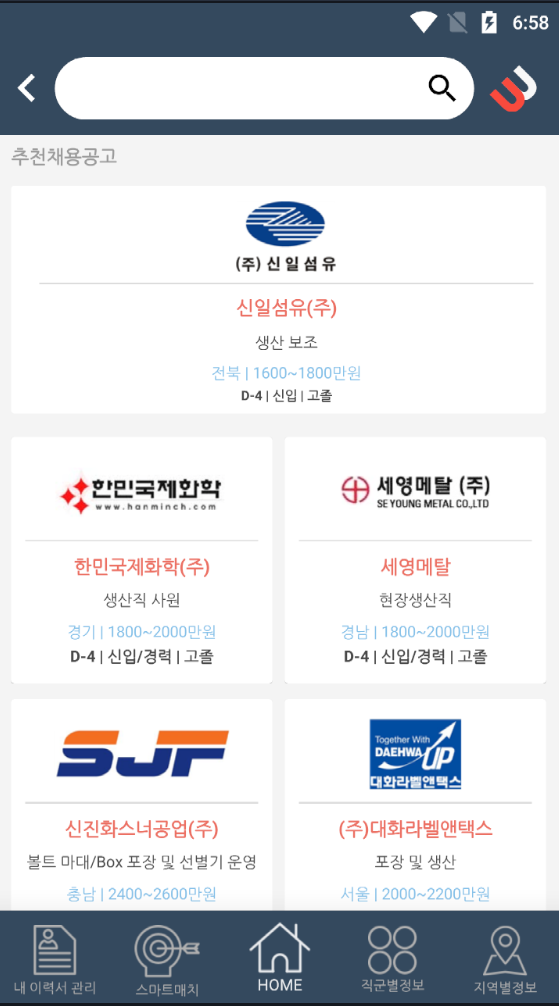 6:58
추천채용공고
(주) 신일섬유
신일섬유(주)
생산 보조
전북 | 1600~1800만원
D-4 | 신입 | 고졸
한민국제화학
www.hanminch.com
한민국제화학(주)
생산직 사원
경기 | 1800~2000만원
D-4 | 신입/경력 | 고졸
세영메탈 (주)
SEYOUNG METAL CO.,LTD
세영메탈
현장생산직
경남 | 1800~2000만원
D-4 | 신입/경력 | 고졸
SJF
신진화스너공업(주)
볼트 마대/Box 포장 및 선별기 운영
충남 | 2400~2600만원
Together With
DAEHWA
UP
대화라벨앤택스
(주)대화라벨앤택스
포장 및 생산
서울 | 2000~2200만원
내 이력서 관리
스마트매치
HOME
직군별정보
지역별정보